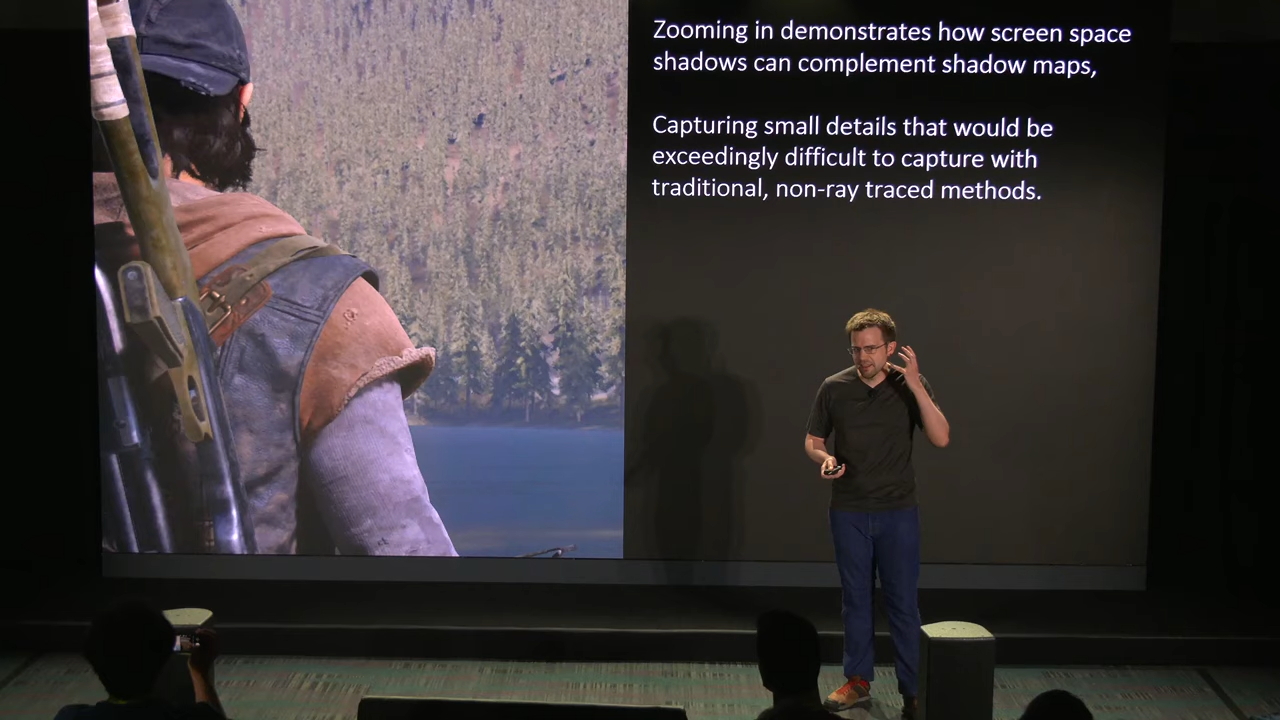 Zooming in demonstrates how screen space
shadows can complement shadow maps,
Capturing small details that would be
exceedingly difficult to capture with
traditional, non-ray traced methods.